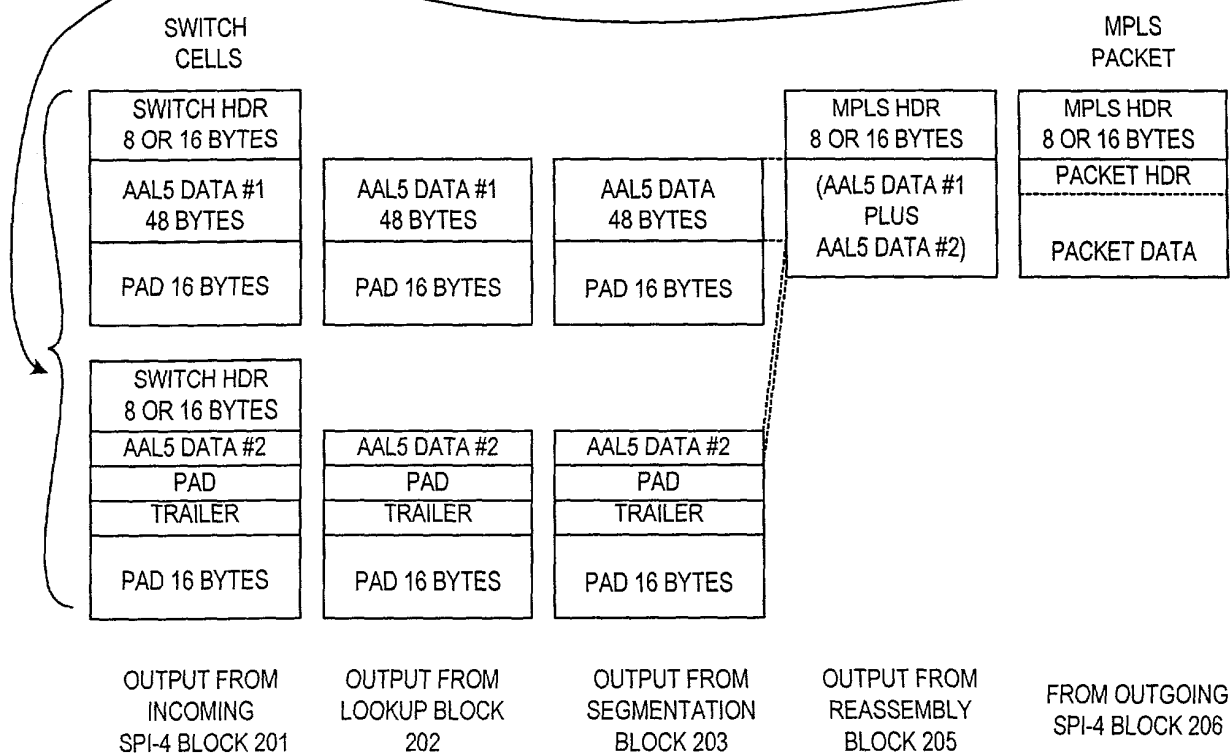 SWITCH
CELLS
MPLS
PACKET
SWITCH HDR
8 OR 16 BYTES
AAL5 DATA #1
48 BYTES
PAD 16 BYTES
SWITCH HDR
8 OR 16 BYTES
AAL5 DATA #2
PAD
TRAILER
PAD 16 BYTES
AAL5 DATA #1
48 BYTES
PAD 16 BYTES
AAL5 DATA #2
PAD
TRAILER
PAD 16 BYTES
AAL5 DATA
48 BYTES
PAD 16 BYTES
AAL5 DATA #2
PAD
TRAILER
PAD 16 BYTES
MPLS HDR
8 OR 16 BYTES
(AAL5 DATA #1
PLUS
AAL5 DATA #2)
MPLS HDR
8 OR 16 BYTES
PACKET HDR
PACKET DATA
OUTPUT FROM
INCOMING
SPI-4 BLOCK 201
OUTPUT FROM
LOOKUP BLOCK
202
OUTPUT FROM
SEGMENTATION
BLOCK 203
OUTPUT FROM
REASSEMBLY
BLOCK 205
FROM OUTGOING
SPI-4 BLOCK 206